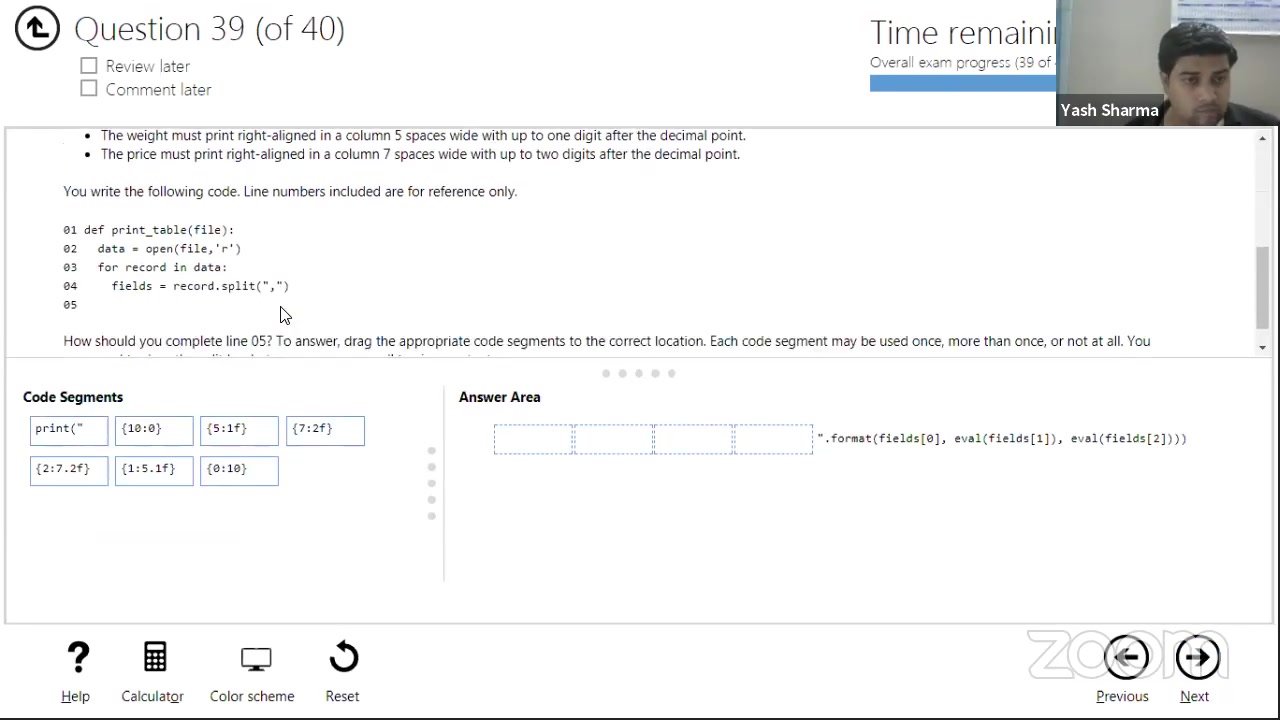 Question 39 (of 40)
Review later
Comment later
Time remaini
Overall exam progress (39 of
Yash Sharma
• The weight must print right-aligned in a column 5 spaces wide with up to one digit after the decimal point.
• The price must print right-aligned in a column 7 spaces wide with up to two digits after the decimal point.
You write the following code. Line numbers included are for reference only.
01 def print_table(file):
02 data = open(file,'r')
03 for record in data:
04 fields = record.split(",")
05
How should you complete line 05? To answer, drag the appropriate code segments to the correct location. Each code segment may be used once, more than once, or not at all. You
Code Segments
print("
{10:0}
{5:1f}
{7:2f}
{2:7.2f}
{1:5.1f}
{0:10}
Answer Area
".format(fields[0], eval(fields[1]), eval(fields[2])))
Help
Calculator
Color scheme
Reset
zoom
Previous
Next